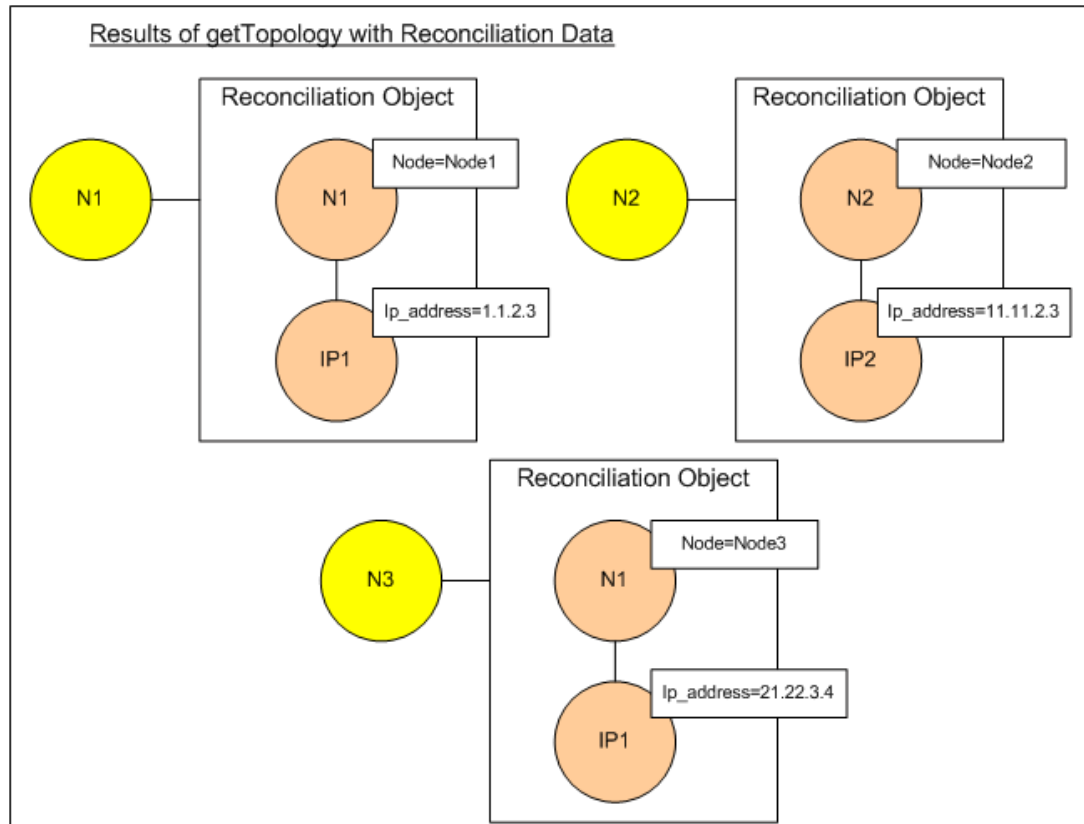 Results of getTopology with Reconciliation Data
Reconciliation Object
N1
N1
Node=Node1
Ip_address=1.1.2.3
IP1
Reconciliation Object
N2
N2
Node=Node2
Ip_address=11.11.2.3
IP2
Reconciliation Object
N3
N1
Node=Node3
Ip_address=21.22.3.4
IP1